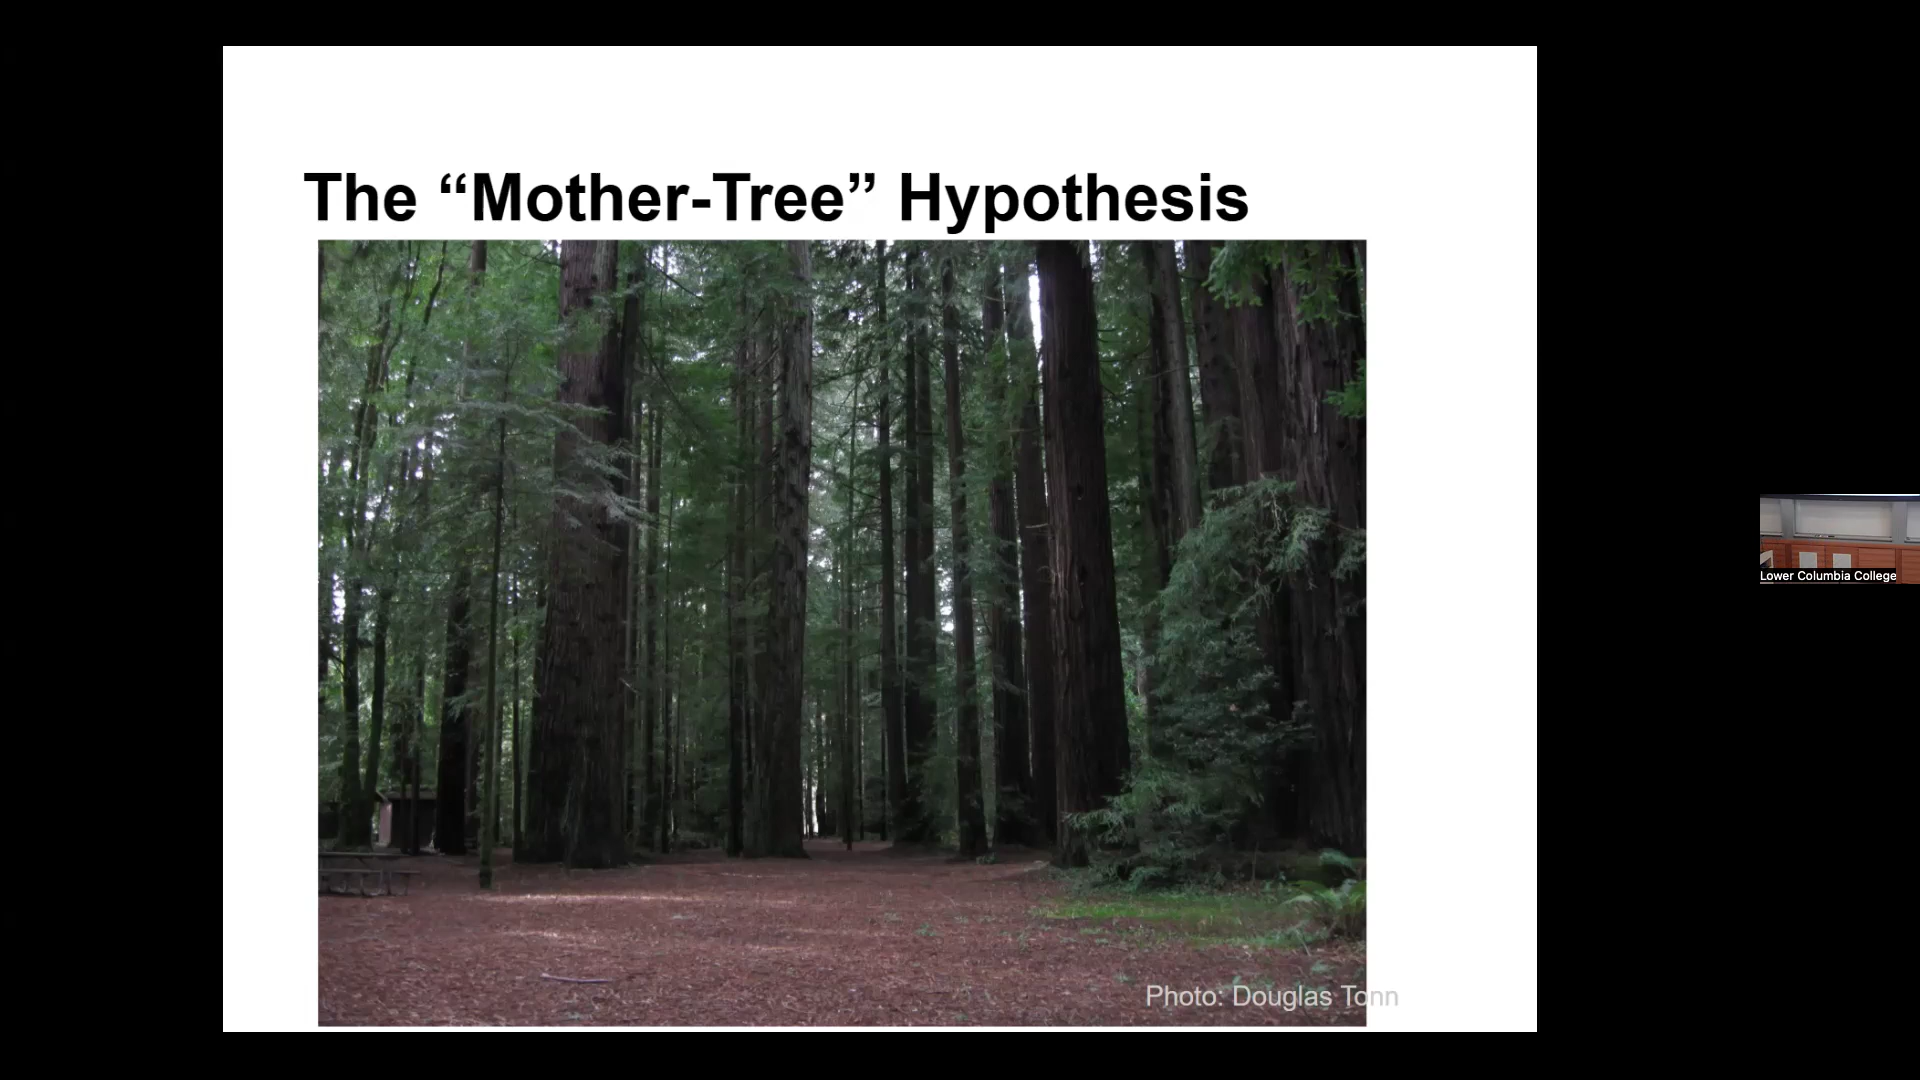 The “Mother-Tree” Hypothesis
Photo: Douglas Tonn
Lower Columbia College